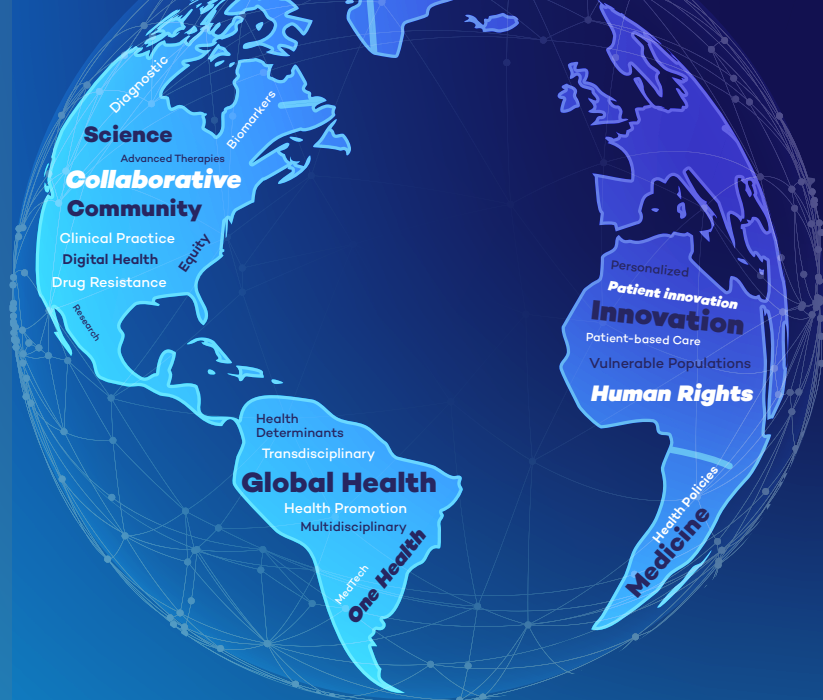 Diagnostic
Biomarkers
Science
Advanced Therapies
Collaborative
Community
Clinical Practice
Equity
Digital Health
Drug Resistance
Research
Health
Determinants
Transdisciplinary
Global Health
Health Promotion
Multidisciplinary
MedTech
One Health
Personalized
Patient innovation
Innovation
Patient-based Care
Vulnerable Populations
Human Rights
Health Policies
Medicine